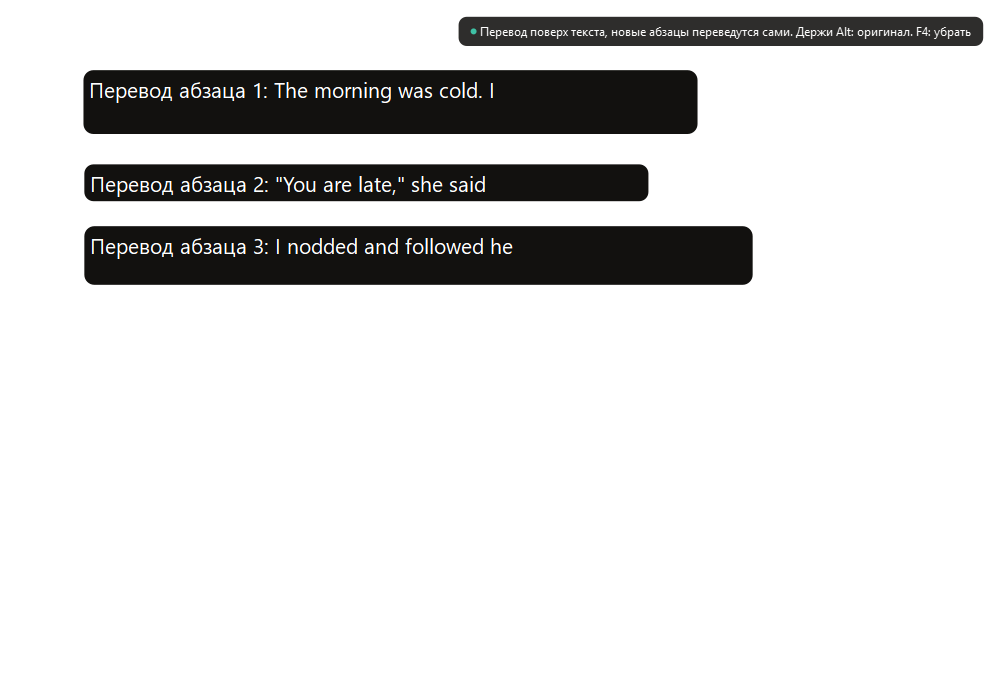 Перевод поверх текста, новые абзацы переведутся сами. Держи Alt: оригинал. F4: убрать
Перевод абзаца 1: The morning was cold. I
Перевод абзаца 2: "You are late," she said
Перевод абзаца 3: I nodded and followed he